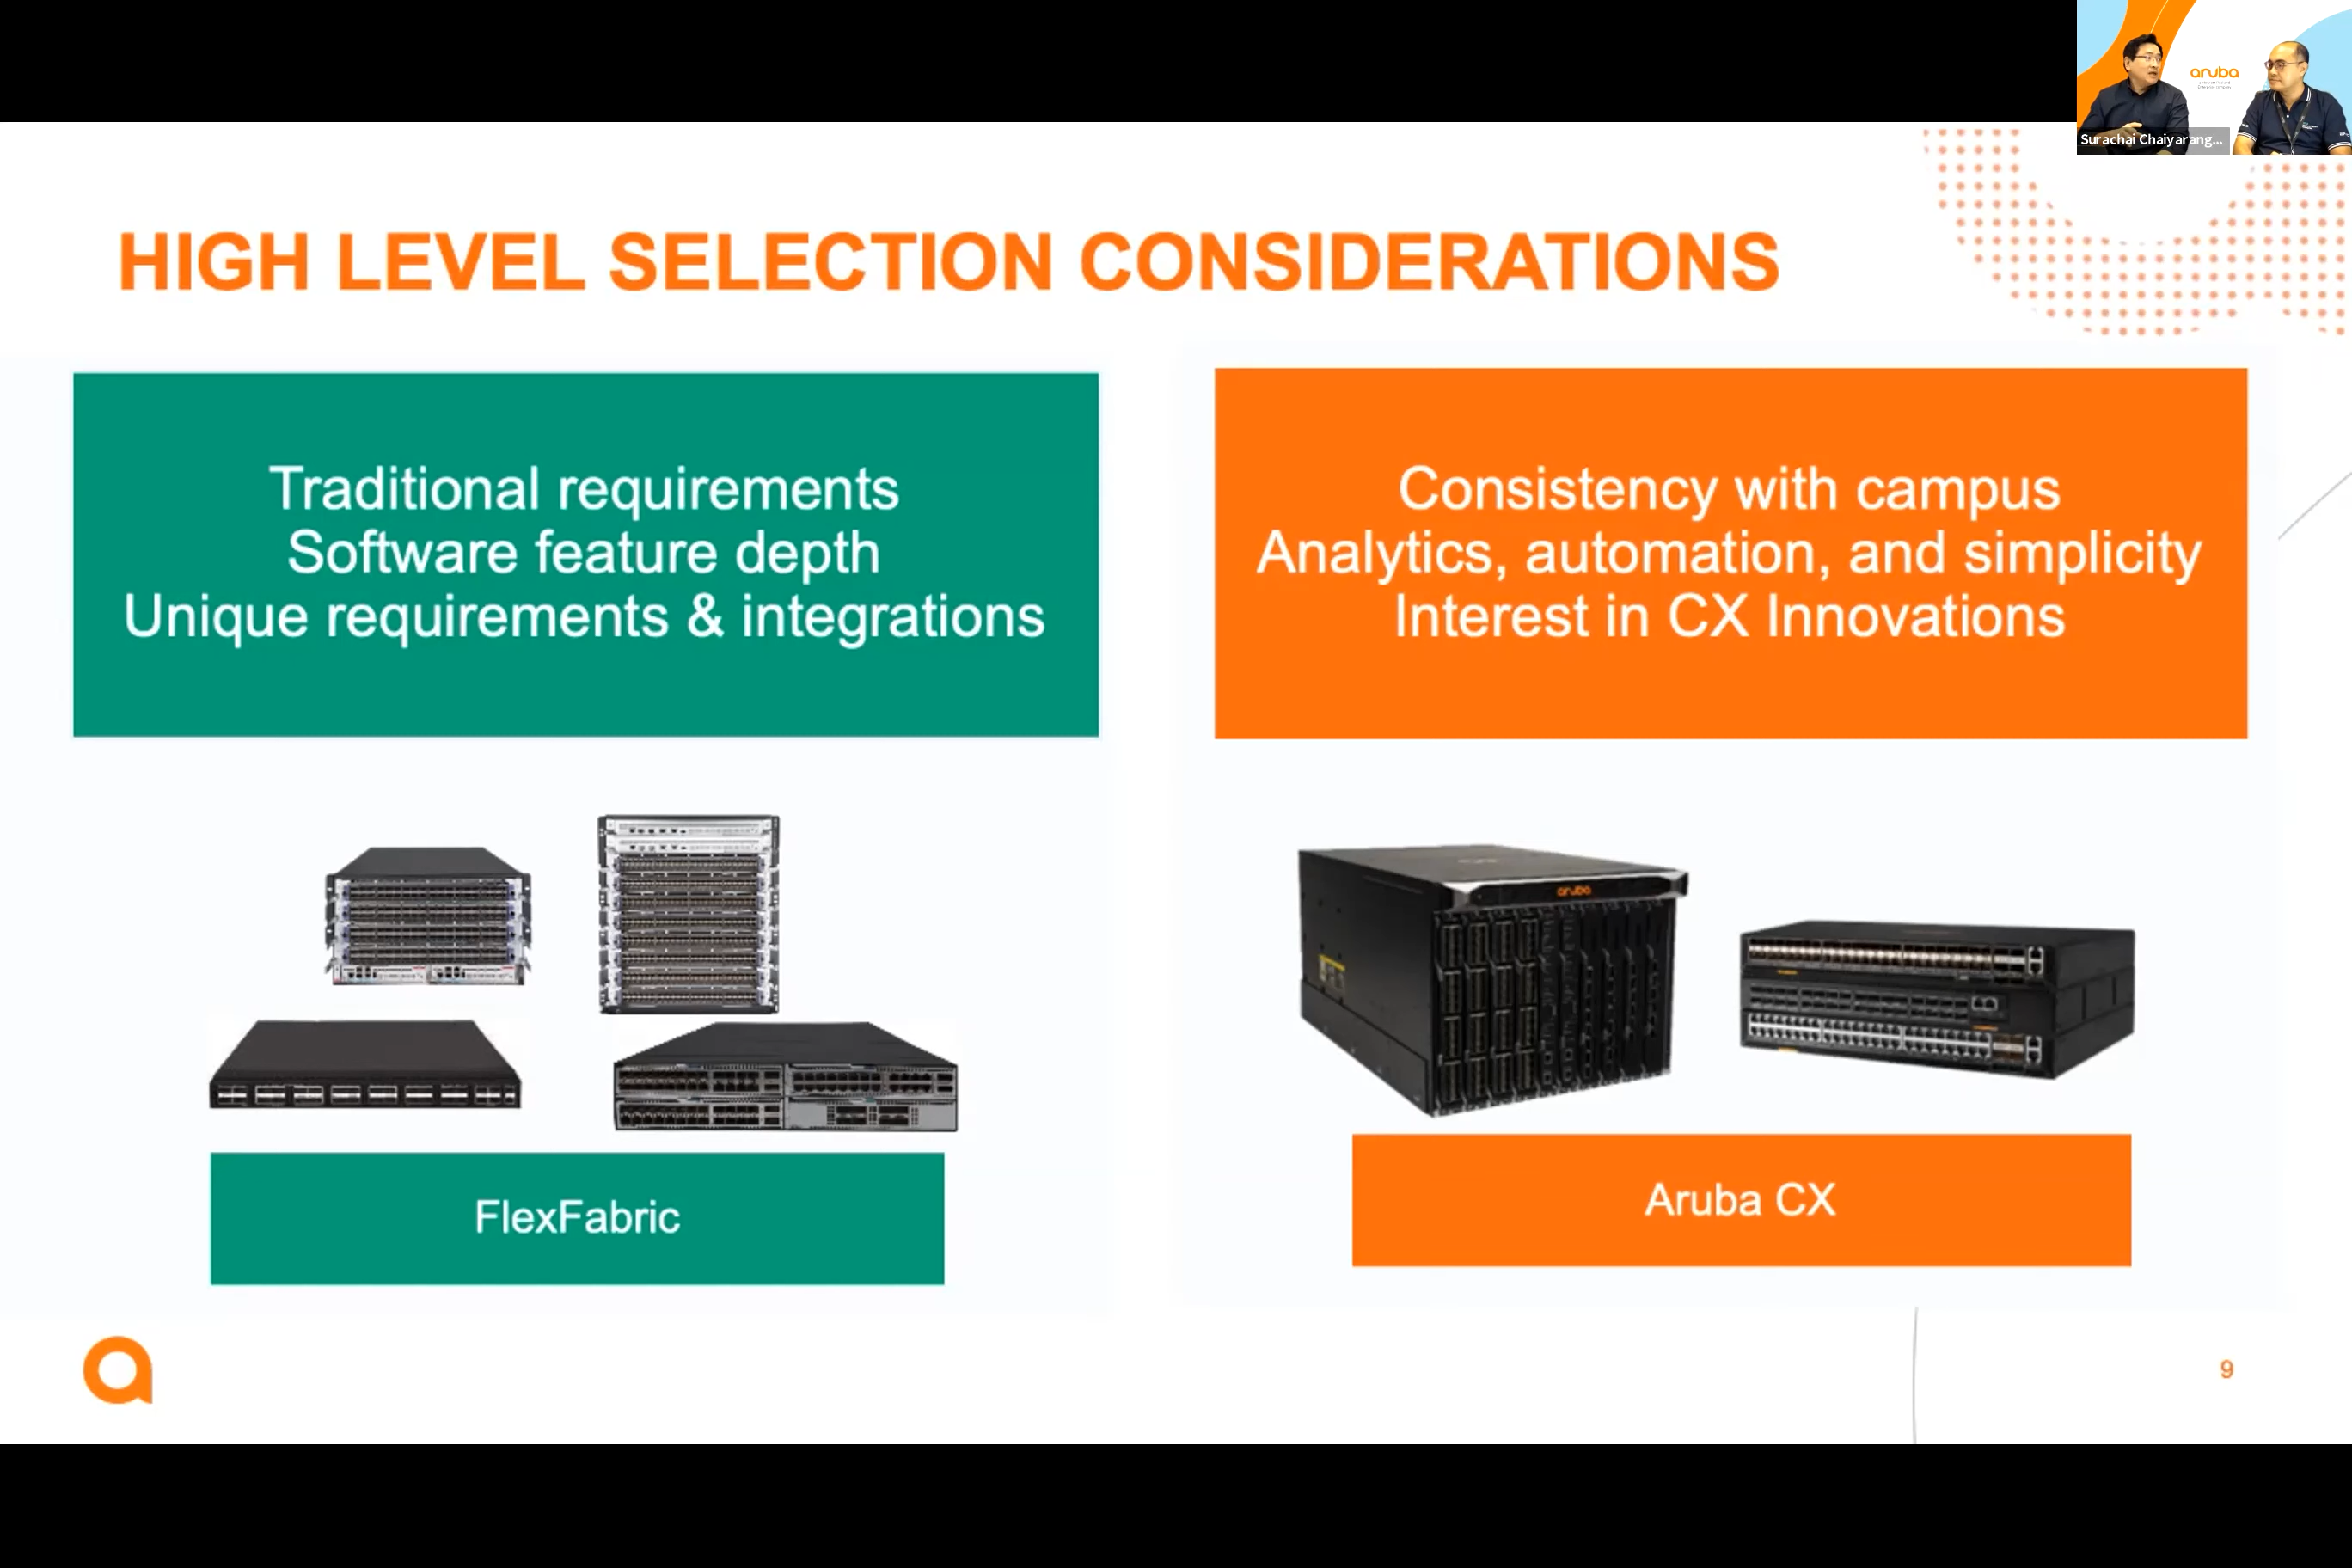 aruba
Surachai Chaiyarang...
HIGH LEVEL SELECTION CONSIDERATIONS
Traditional requirements
Software feature depth
Unique requirements & integrations
Consistency with campus
Analytics, automation, and simplicity
Interest in CX Innovations
aruba
FlexFabric
Aruba CX
9